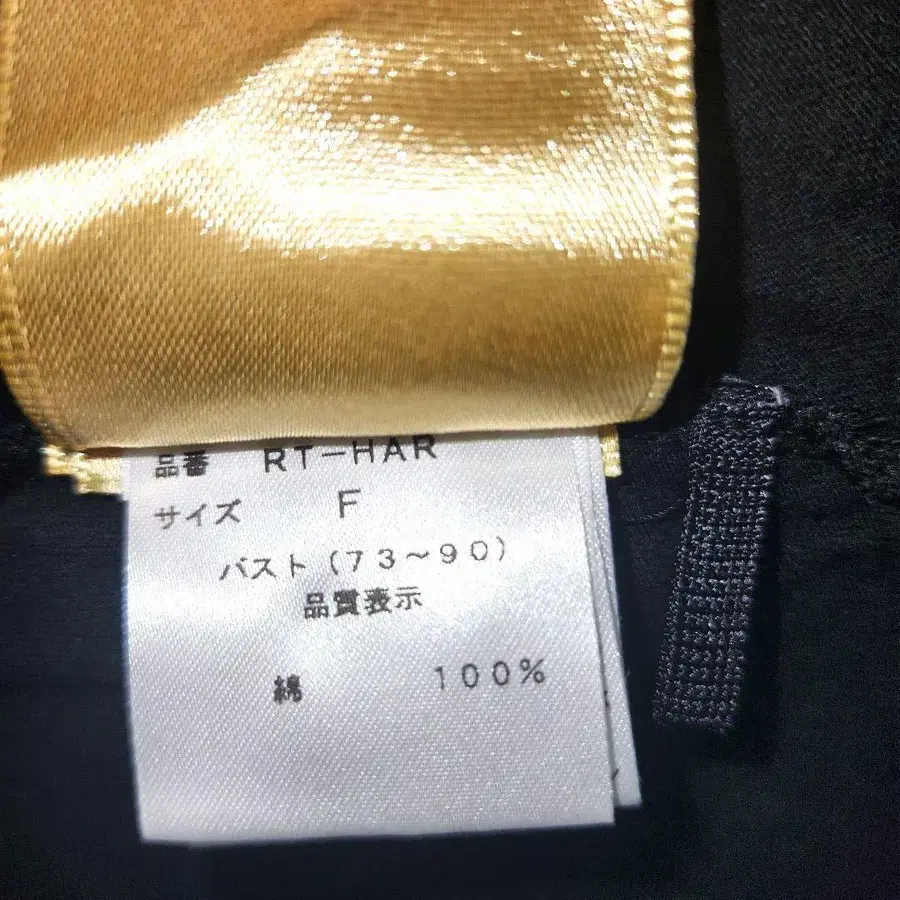 品番 RT-HAR
サイズ F
バスト(73~90)
品質表示
綿 100%